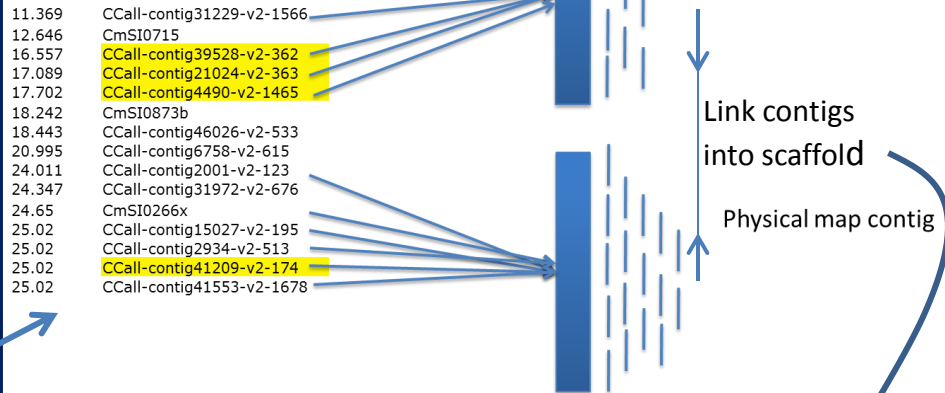 11.369 CCall-contig31229-v2-1566
12.646 CmSI0715
16.557 CCall-contig39528-v2-362
17.089 CCall-contig21024-v2-363
17.702 CCall-contig4490-v2-1465
18.242 CmSI0873b
18.443 CCall-contig46026-v2-533
20.995 CCall-contig6758-v2-615
24.011 CCall-contig2001-v2-123
24.347 CCall-contig31972-v2-676
24.65 CmSI0266x
25.02 CCall-contig15027-v2-195
25.02 CCall-contig2934-v2-513
25.02 CCall-contig41209-v2-174
25.02 CCall-contig41553-v2-1678
Link contigs
into scaffold
Physical map contig